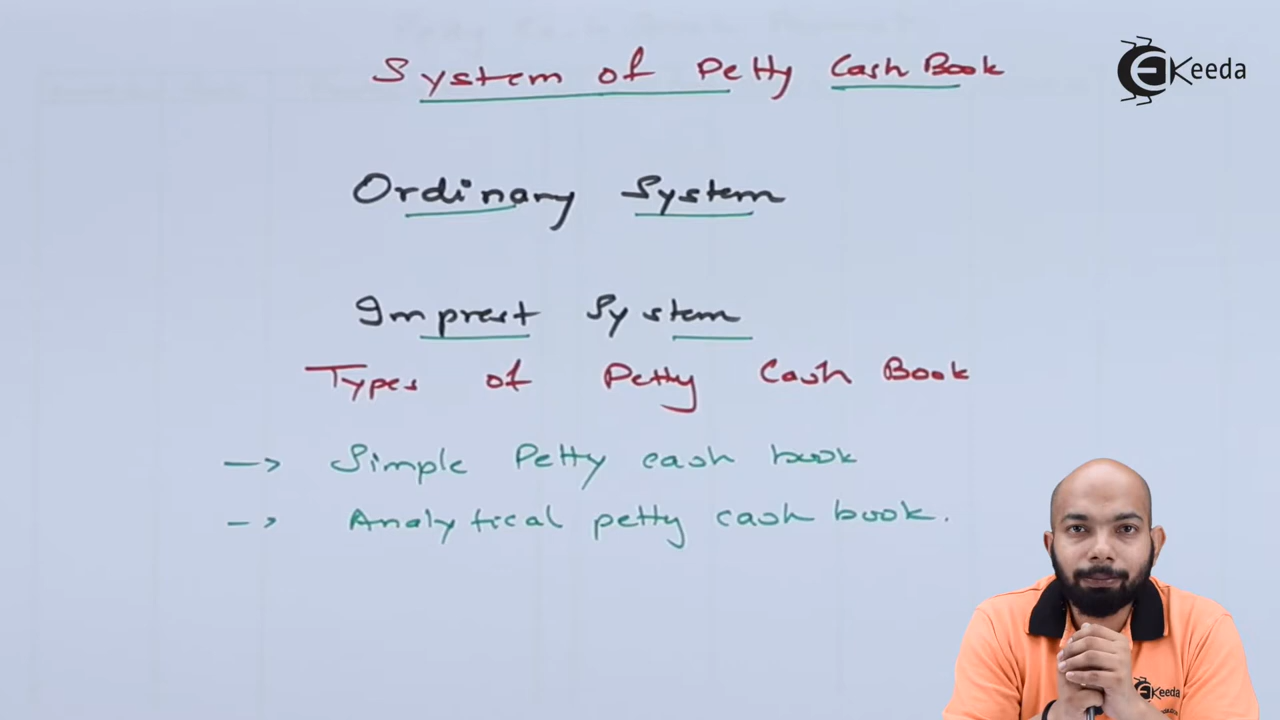 System of Petty Cash Book
EKeeda
Ordinary System
Imprest System
Types of Petty Cash Book
–> Simple Petty cash book
–> Analytical petty cash book.
EKeeda